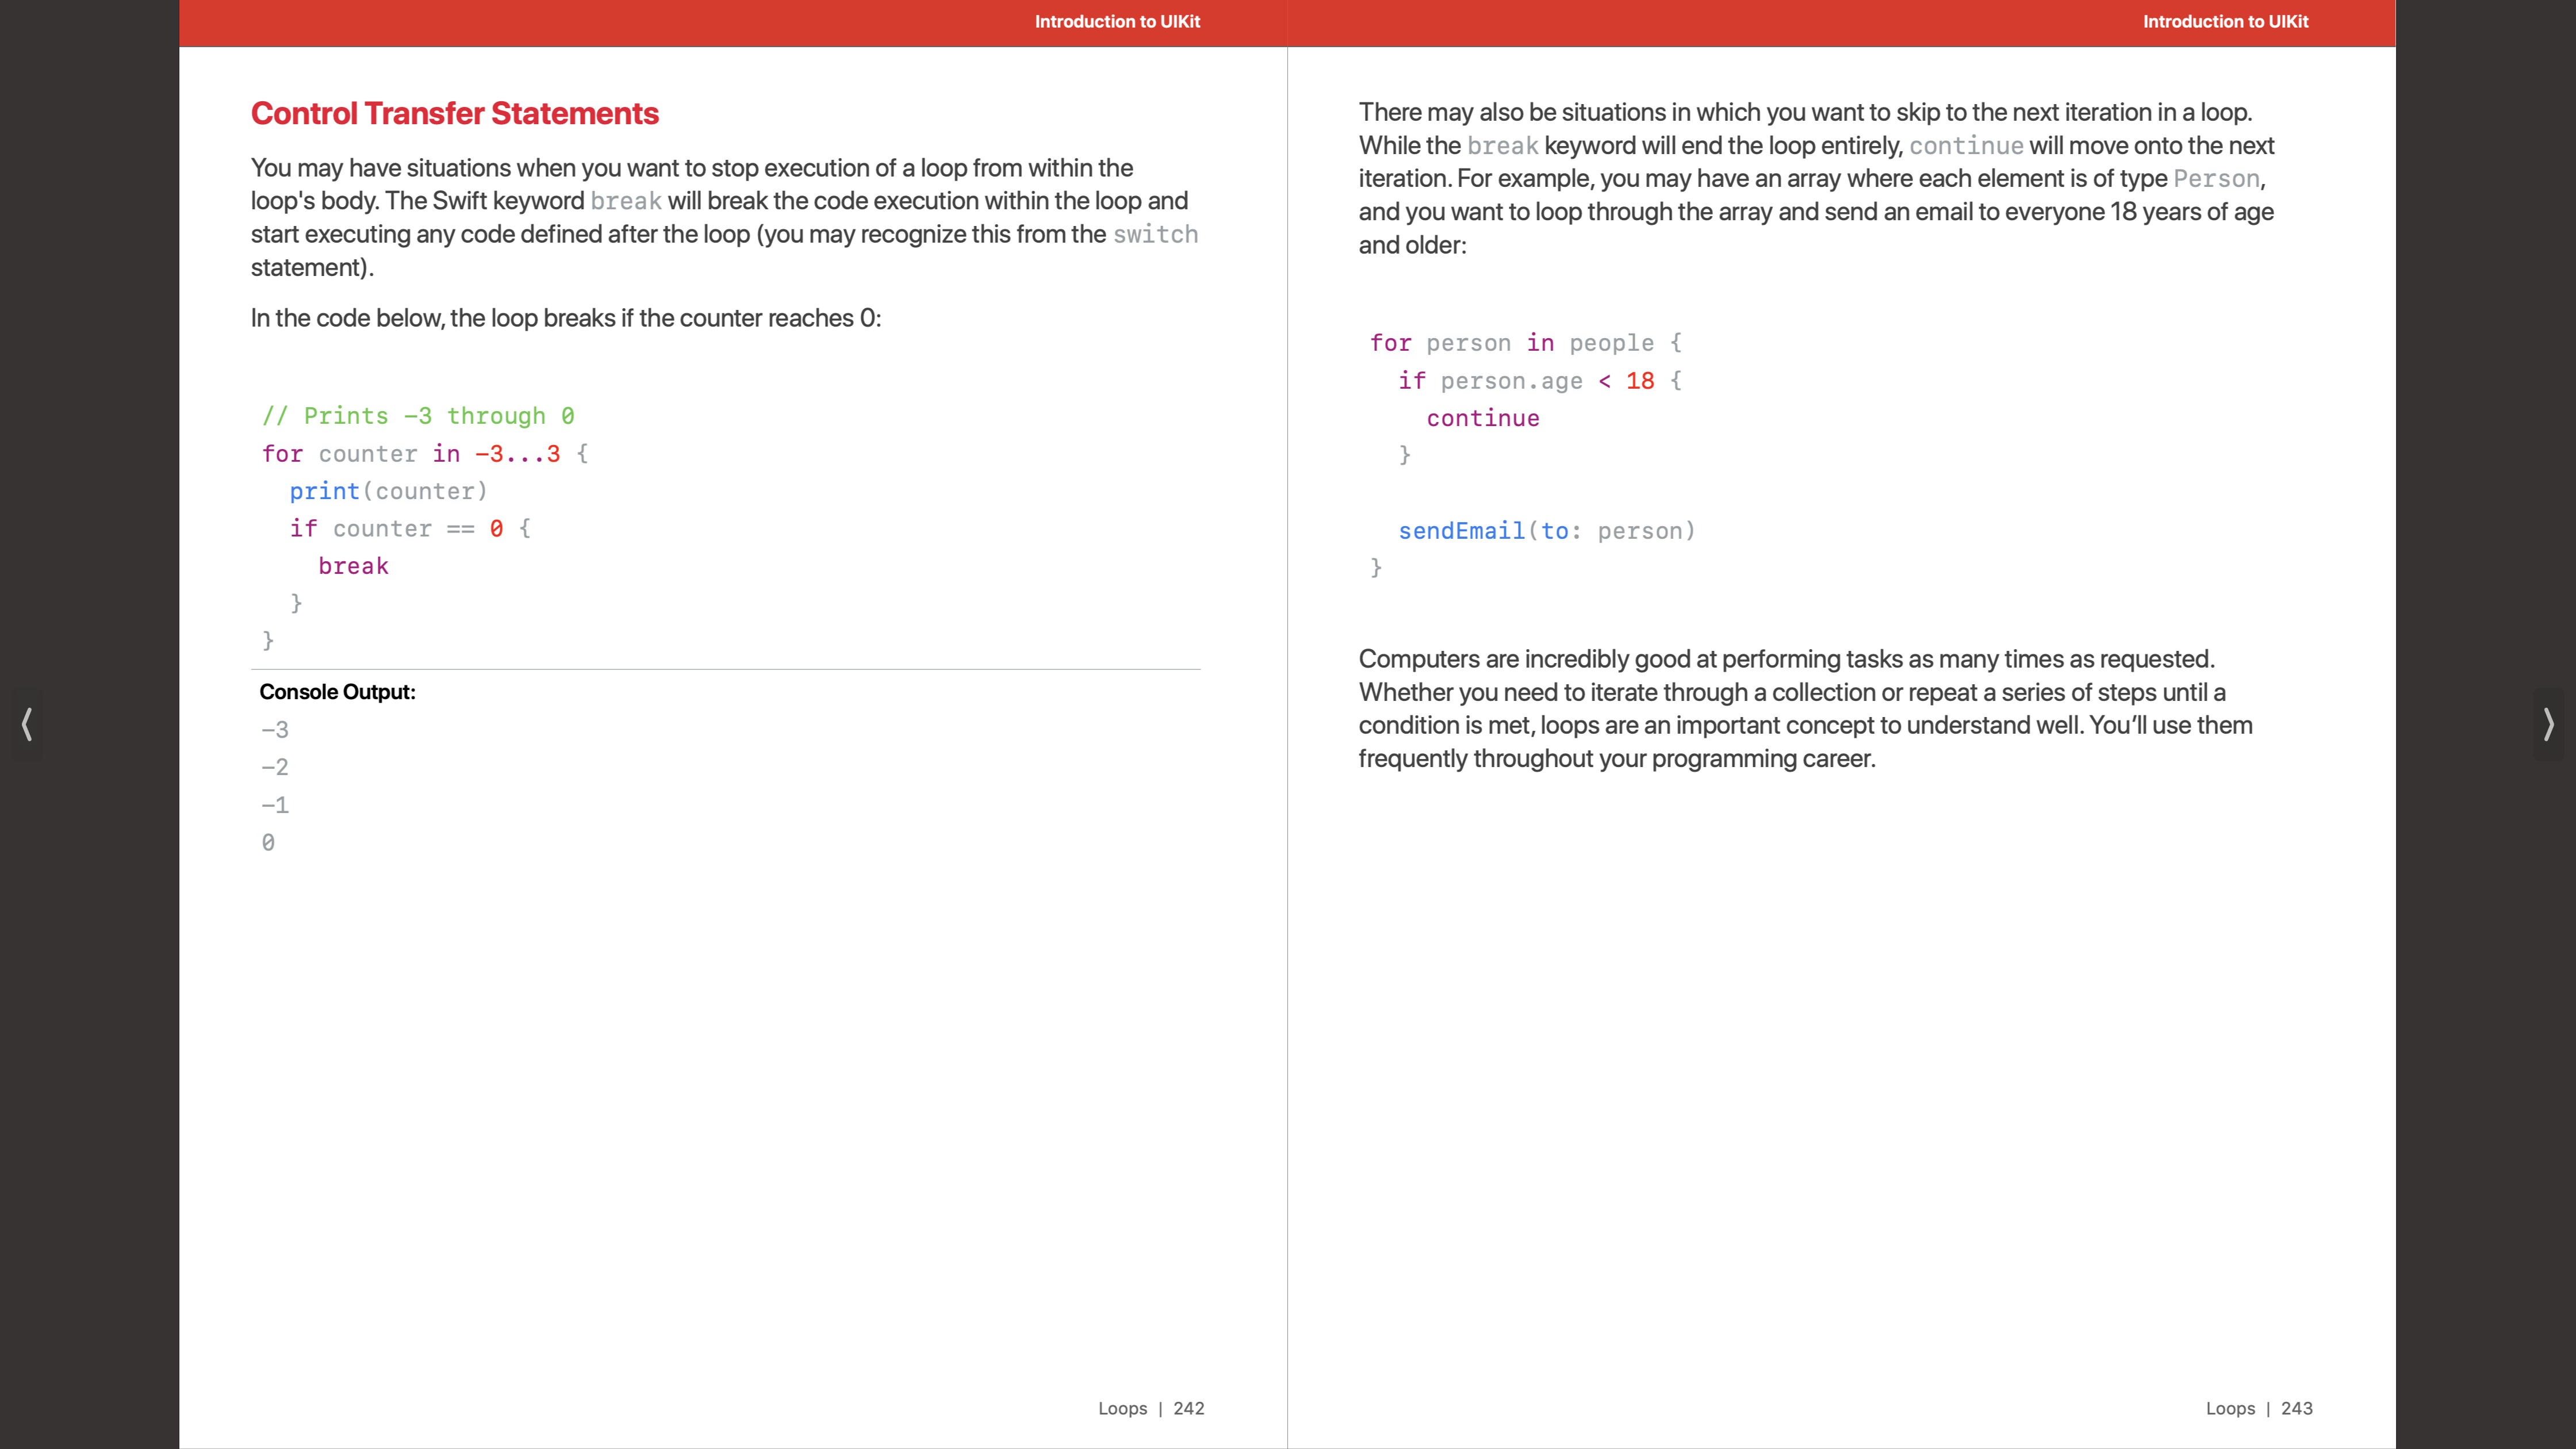 Introduction to UIKit
Control Transfer Statements
You may have situations when you want to stop execution of a loop from within the
loop's body. The Swift keyword break will break the code execution within the loop and
start executing any code defined after the loop (you may recognize this from the switch
statement).
In the code below, the loop breaks if the counter reaches 0:
// Prints -3 through 0
for counter in -3...3 {
  print(counter)
  if counter == 0 {
    break
  }
}
Console Output:
-3
-2
-1
0
Loops | 242
Introduction to UIKit
There may also be situations in which you want to skip to the next iteration in a loop.
While the break keyword will end the loop entirely, continue will move onto the next
iteration. For example, you may have an array where each element is of type Person,
and you want to loop through the array and send an email to everyone 18 years of age
and older:
for person in people {
  if person.age < 18 {
    continue
  }
  sendEmail(to: person)
}
Computers are incredibly good at performing tasks as many times as requested.
Whether you need to iterate through a collection or repeat a series of steps until a
condition is met, loops are an important concept to understand well. You’ll use them
frequently throughout your programming career.
Loops | 243